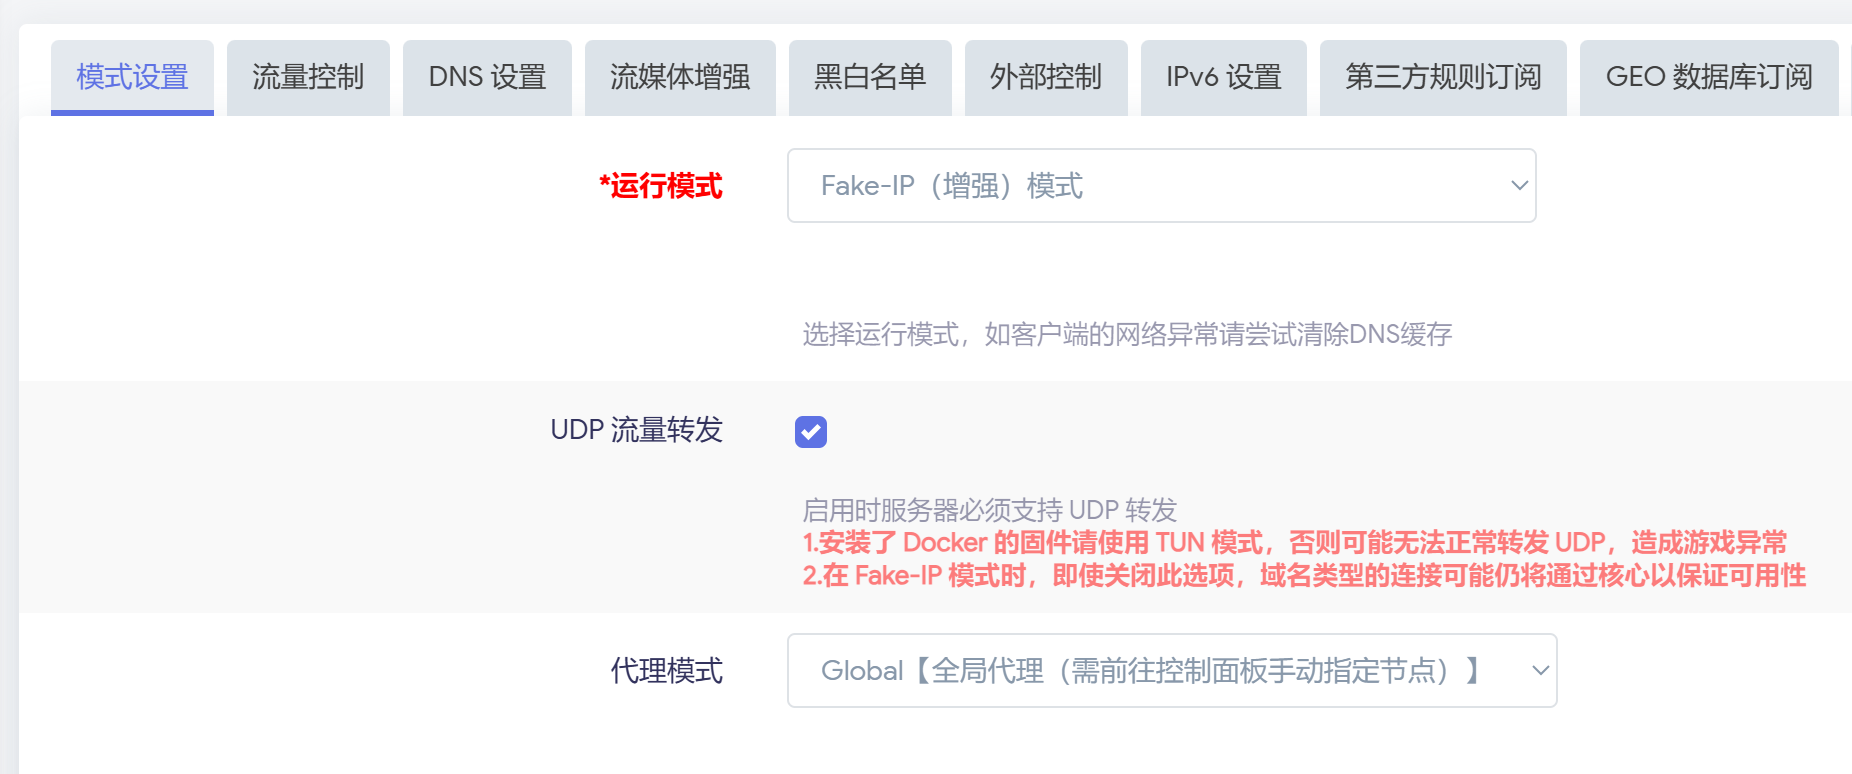 模式设置 流量控制 DNS 设置 流媒体增强 黑白名单 外部控制 IPv6 设置 第三方规则订阅 GEO 数据库订阅
*运行模式 Fake-IP（增强）模式
选择运行模式，如客户端的网络异常请尝试清除DNS缓存
UDP 流量转发
启用时服务器必须支持 UDP 转发
1.安装了 Docker 的固件请使用 TUN 模式，否则可能无法正常转发 UDP，造成游戏异常
2.在 Fake-IP 模式时，即使关闭此选项，域名类型的连接可能仍将通过核心以保证可用性
代理模式 Global【全局代理（需前往控制面板手动指定节点）】